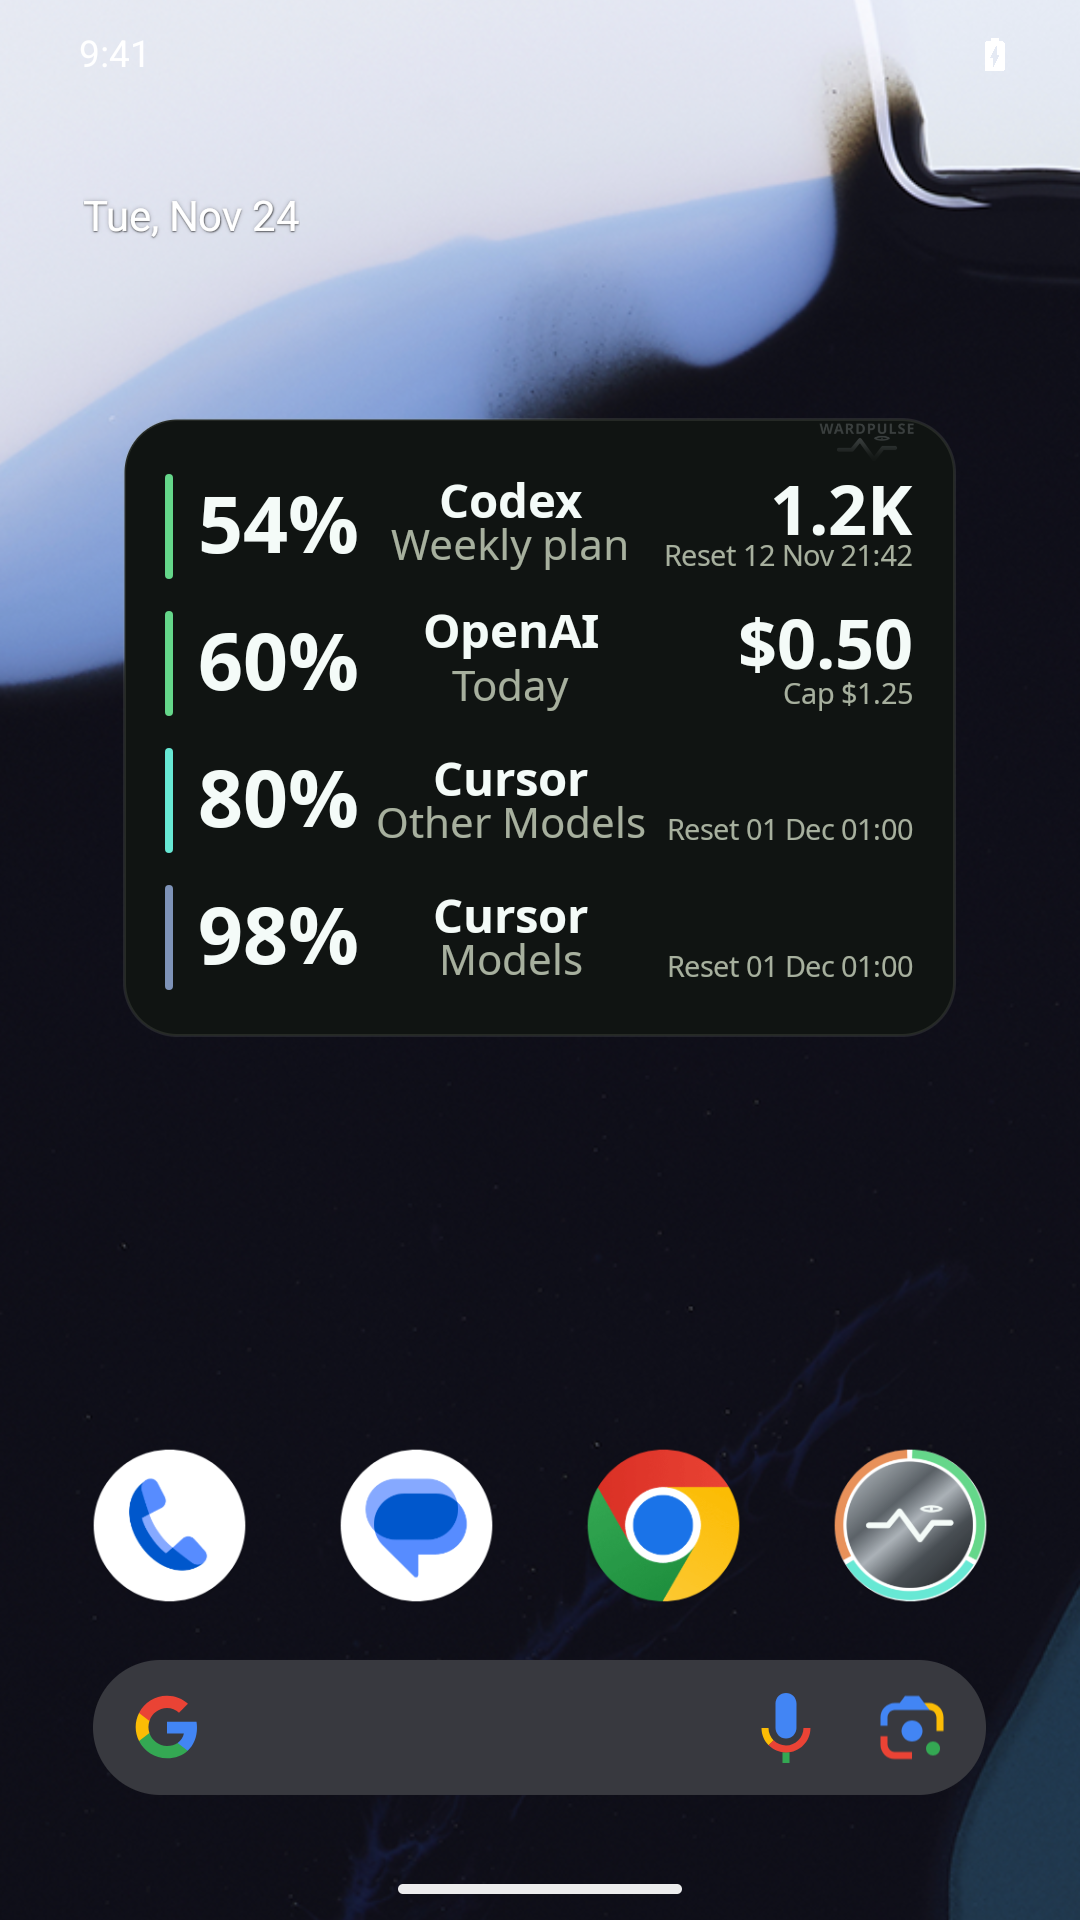 9:41
Tue, Nov 24
WARDPULSE
54%
Codex
Weekly plan
1.2K
Reset 12 Nov 21:42
60%
OpenAI
Today
$0.50
Cap $1.25
80%
Cursor
Other Models
Reset 01 Dec 01:00
98%
Cursor
Models
Reset 01 Dec 01:00